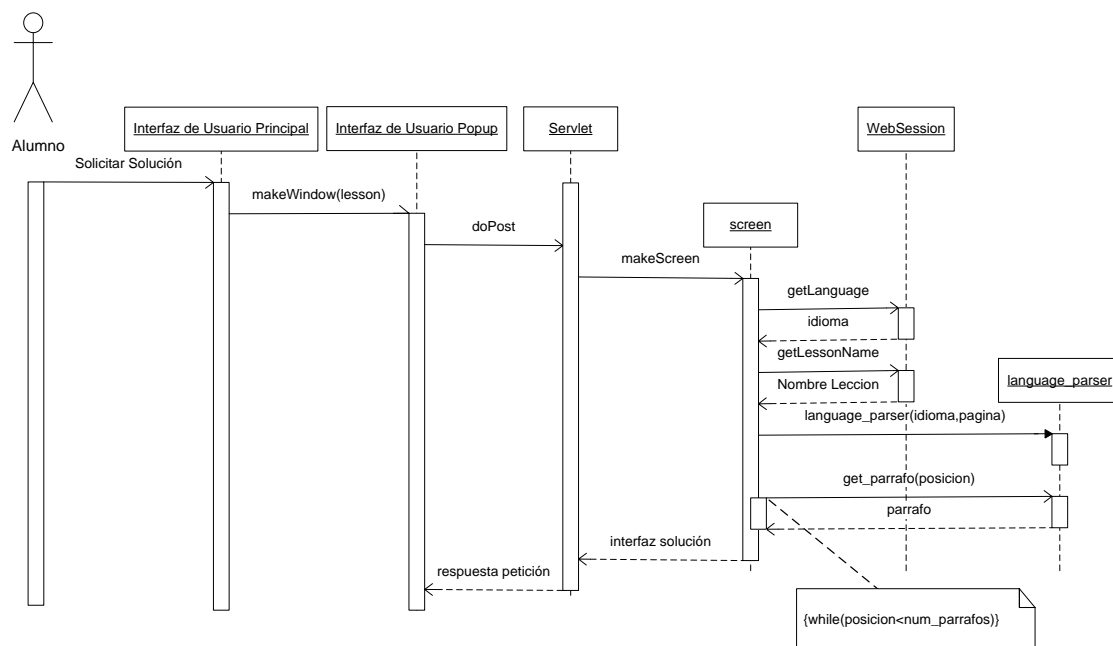 Alumno
Interfaz de Usuario Principal
Interfaz de Usuario Popup
Servlet
WebSession
Solicitar Solución
makeWindow(lesson)
doPost
screen
makeScreen
getLanguage
idioma
getLessonName
Nombre Leccion
language_parser
language_parser(idioma,pagina)
get_parrafo(posicion)
parrafo
interfaz solución
respuesta petición
{while(posicion<num_parrafos)}